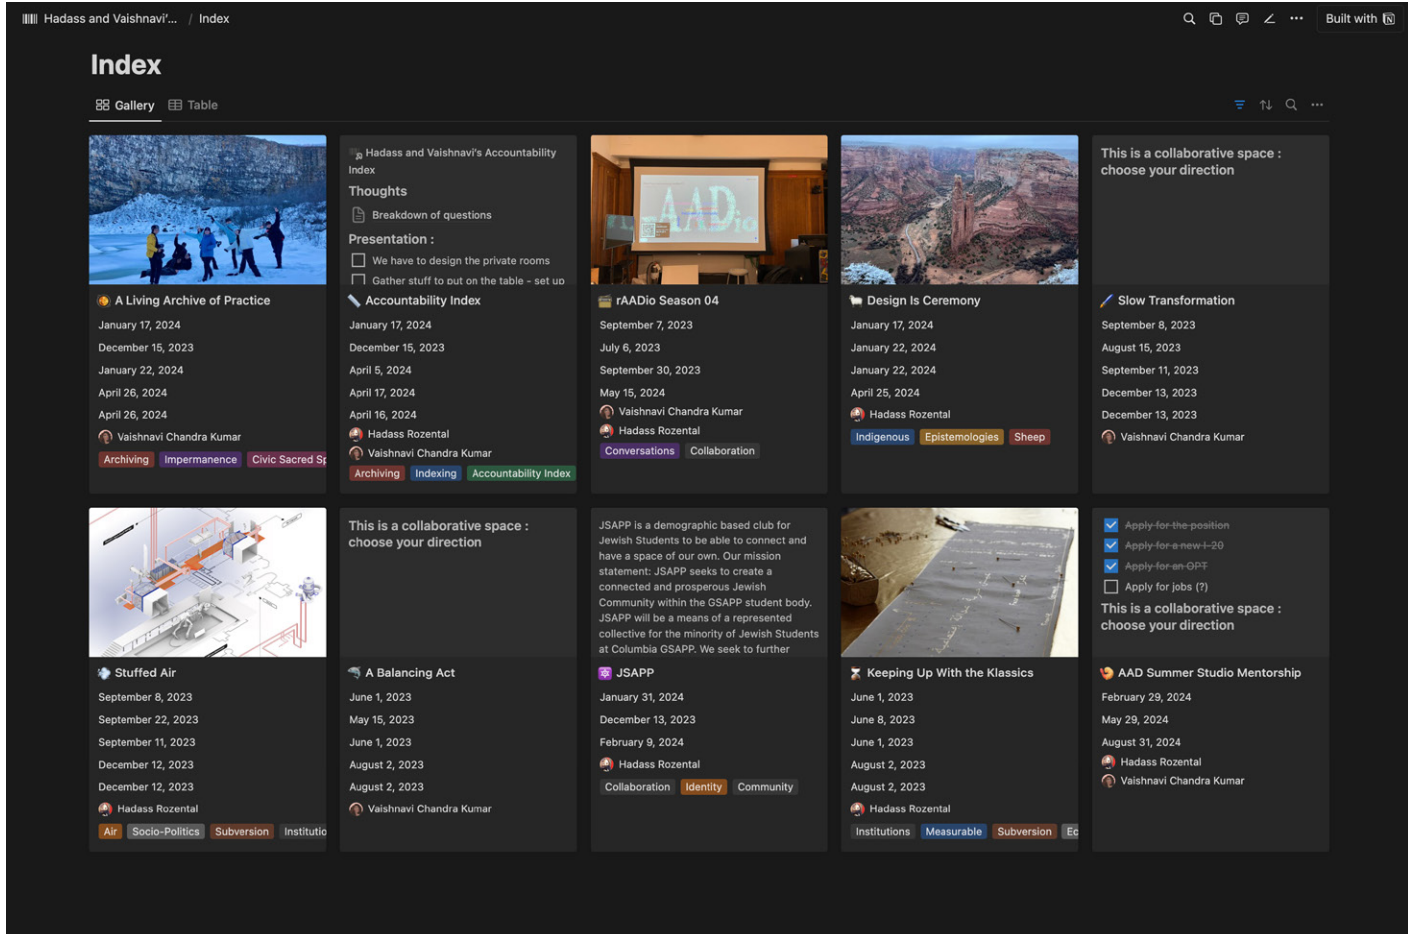 Hadass and Vaishnavi'... / Index
Built with
Index
Gallery Table
Hadass and Vaishnavi's Accountability
Index
Thoughts
Breakdown of questions
Presentation :
We have to design the private rooms
Gather stuff to put on the table - set up
AADio
This is a collaborative space :
choose your direction
A Living Archive of Practice
January 17, 2024
December 15, 2023
January 22, 2024
April 26, 2024
April 26, 2024
Vaishnavi Chandra Kumar
Archiving Impermanence Civic Sacred Sp
Accountability Index
January 17, 2024
December 15, 2023
April 5, 2024
April 17, 2024
April 16, 2024
Hadass Rozental
Vaishnavi Chandra Kumar
Archiving Indexing Accountability Index
rAADio Season 04
September 7, 2023
July 6, 2023
September 30, 2023
May 15, 2024
Vaishnavi Chandra Kumar
Hadass Rozental
Conversations Collaboration
Design Is Ceremony
January 17, 2024
January 22, 2024
January 22, 2024
April 25, 2024
Hadass Rozental
Indigenous Epistemologies Sheep
Slow Transformation
September 8, 2023
August 15, 2023
September 11, 2023
December 13, 2023
December 13, 2023
Vaishnavi Chandra Kumar
Stuffed Air
September 8, 2023
September 22, 2023
September 11, 2023
December 12, 2023
December 12, 2023
Hadass Rozental
Air Socio-Politics Subversion Institutio
This is a collaborative space :
choose your direction
A Balancing Act
June 1, 2023
May 15, 2023
June 1, 2023
August 2, 2023
August 2, 2023
Vaishnavi Chandra Kumar
JSAPP is a demographic based club for
Jewish Students to be able to connect and
have a space of our own. Our mission
statement: JSAPP seeks to create a
connected and prosperous Jewish
Community within the GSAPP student body.
JSAPP will be a means of a represented
collective for the minority of Jewish Students
at Columbia GSAPP. We seek to further
JSAPP
January 31, 2024
December 13, 2023
February 9, 2024
Hadass Rozental
Collaboration Identity Community
Keeping Up With the Klassics
June 1, 2023
June 8, 2023
June 1, 2023
August 2, 2023
August 2, 2023
Hadass Rozental
Institutions Measurable Subversion Ec
Apply for the position
Apply for a new I-20
Apply for an OPT
Apply for jobs (?)
This is a collaborative space :
choose your direction
AAD Summer Studio Mentorship
February 29, 2024
May 29, 2024
August 31, 2024
Hadass Rozental
Vaishnavi Chandra Kumar